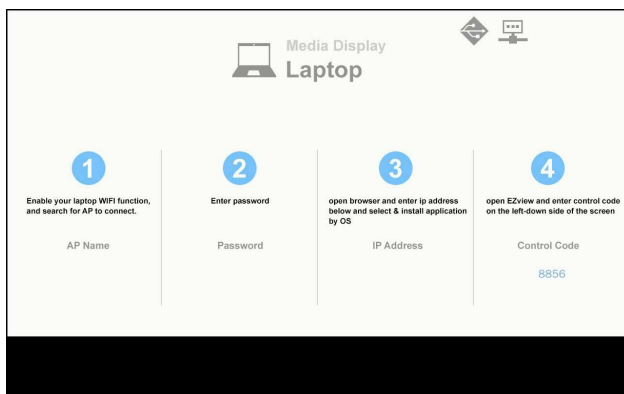 Media Display
Laptop
1
Enable your laptop WIFI function,
and search for AP to connect.
AP Name
2
Enter password
Password
3
open browser and enter ip address
below and select & install application
by OS
IP Address
4
open EZview and enter control code
on the left-down side of the screen
Control Code
8856